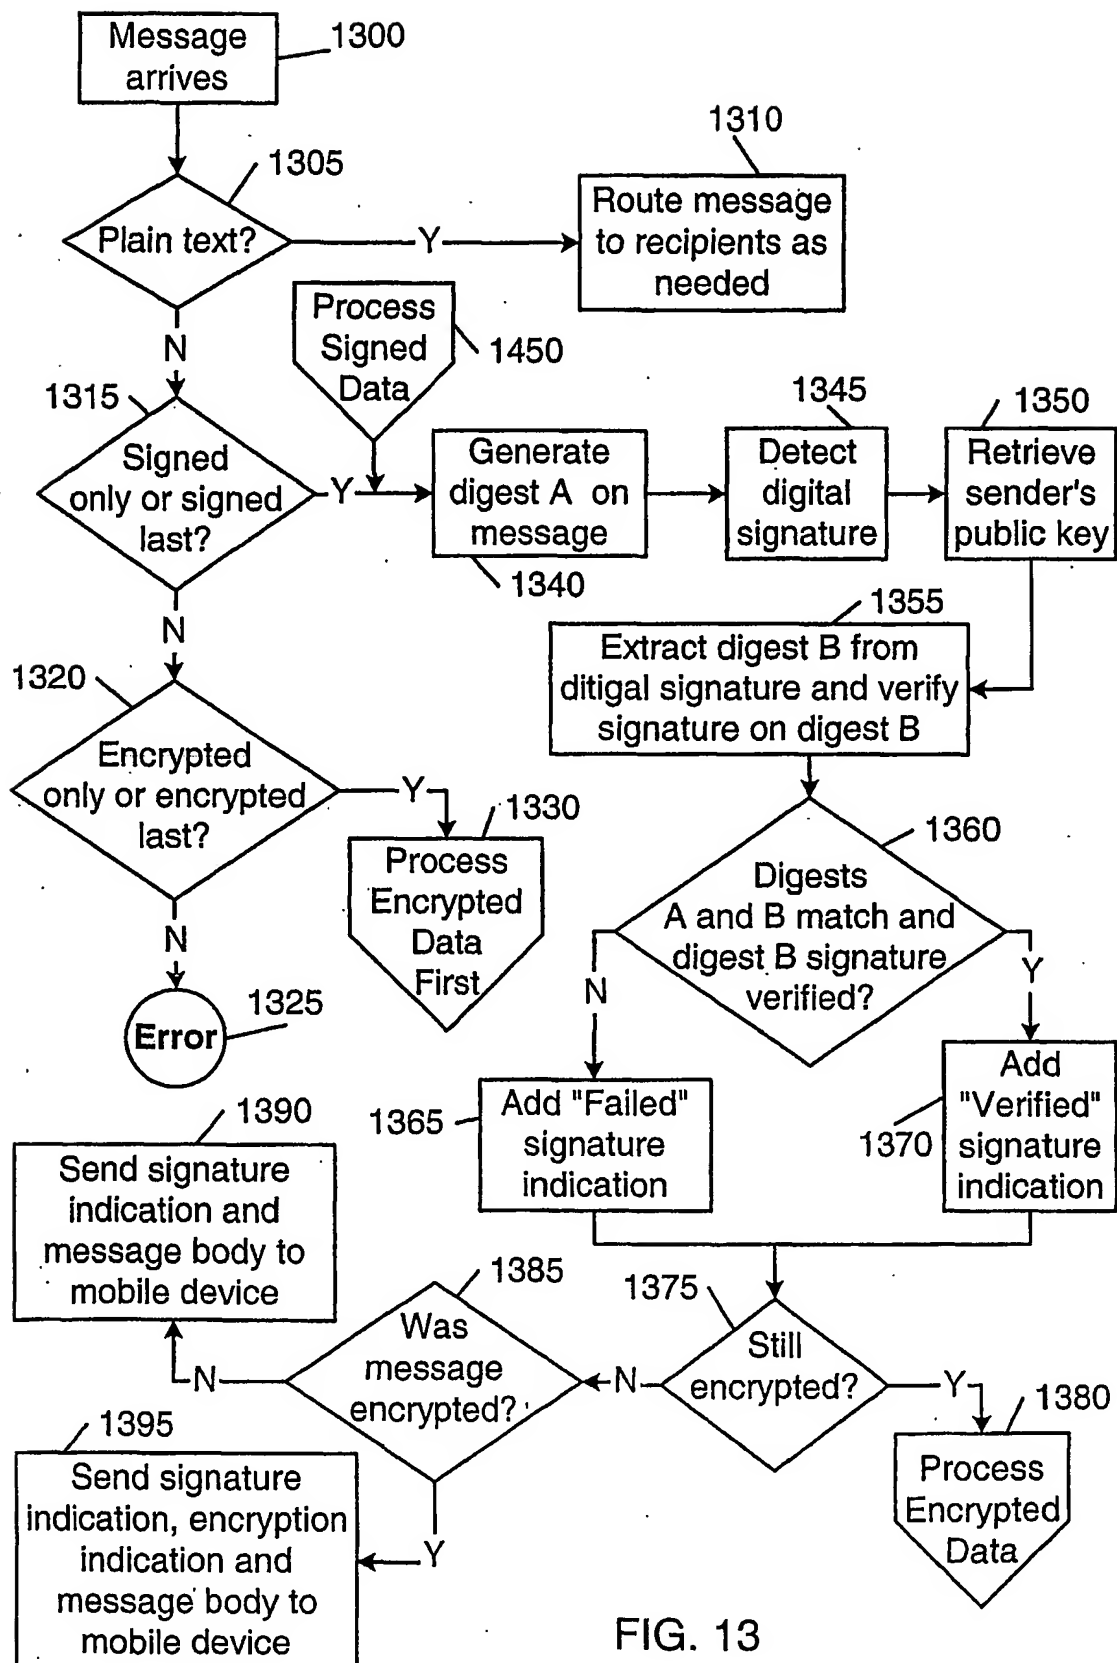 Message
arrives
1300
1305
Plain text?
Y
1310
Route message
to recipients as
needed
N
Process
Signed
Data
1450
1315
Signed
only or signed
last?
Y
Generate
digest A on
message
1340
1345
Detect
digital
signature
1350
Retrieve
sender's
public key
N
1355
Extract digest B from
ditigal signature and verify
signature on digest B
1320
Encrypted
only or encrypted
last?
Y
1330
Process
Encrypted
Data
First
N
1325
Error
1360
Digests
A and B match and
digest B signature
verified?
N
Y
1365
Add "Failed"
signature
indication
1370
Add
"Verified"
signature
indication
1375
Still
encrypted?
Y
1380
Process
Encrypted
Data
N
1385
Was
message
encrypted?
N
1390
Send signature
indication and
message body to
mobile device
Y
1395
Send signature
indication, encryption
indication and
message body to
mobile device
FIG. 13